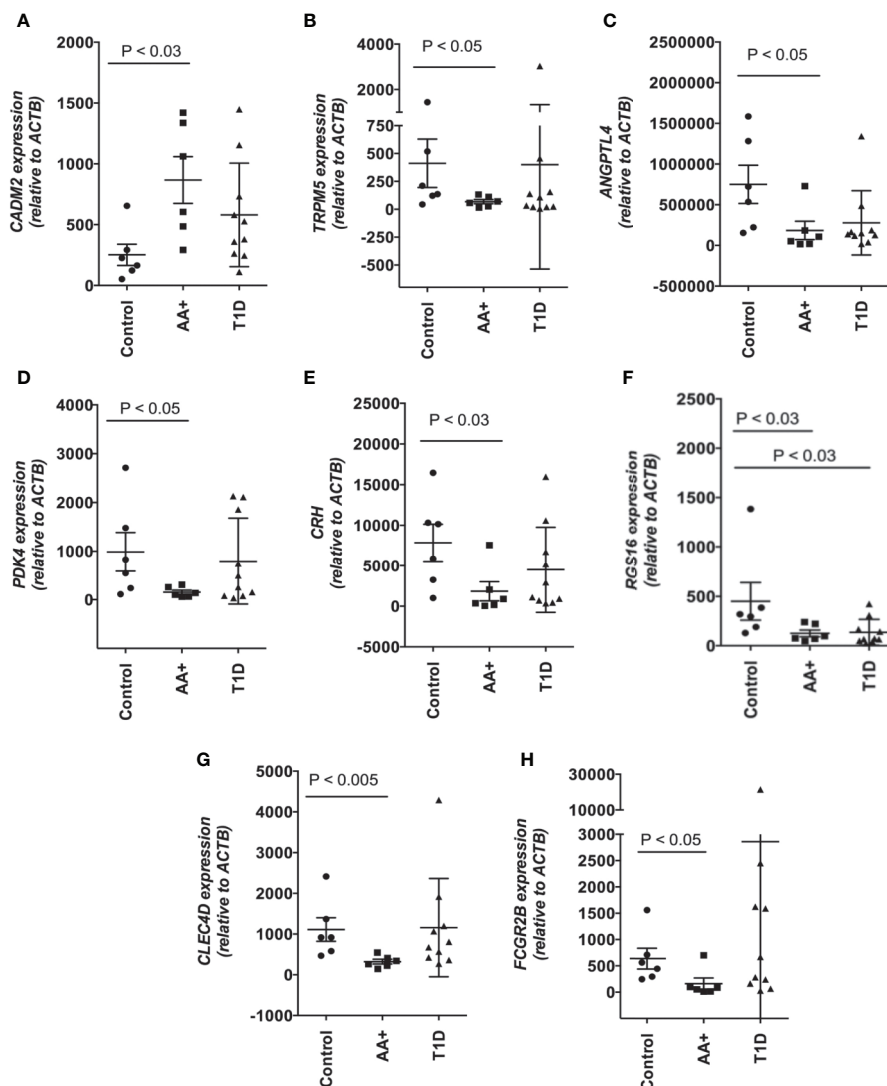 A
CADM2 expression
(relative to ACTB)
2000
1500
1000
500
0
P < 0.03
Control
AA+
T1D
B
TRPM5 expression
(relative to ACTB)
4000
2000
750
500
250
0
-250
-500
P < 0.05
Control
AA+
T1D
C
ANGPTL4
(relative to ACTB)
2500000
2000000
1500000
1000000
500000
0
-500000
P < 0.05
Control
AA+
T1D
D
PDK4 expression
(relative to ACTB)
4000
3000
2000
1000
0
P < 0.05
Control
AA+
T1D
E
CRH
(relative to ACTB)
25000
20000
15000
10000
5000
0
-5000
P < 0.03
Control
AA+
T1D
F
RGS16 expression
(relative to ACTB)
2500
2000
1500
1000
500
0
P < 0.03
P < 0.03
Control
AA+
T1D
G
CLEC4D expression
(relative to ACTB)
5000
4000
3000
2000
1000
0
-1000
P < 0.005
Control
AA+
T1D
H
FCGR2B expression
(relative to ACTB)
30000
10000
3000
2500
2000
1500
1000
500
0
P < 0.05
Control
AA+
T1D